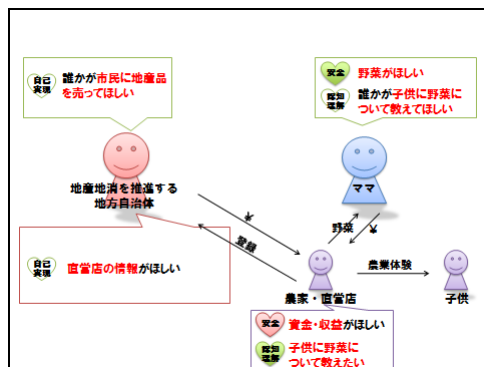 自己
実現
誰かが市民に地産品
を売ってほしい
安全
野菜がほしい
認知
理解
誰かが子供に野菜に
ついて教えてほしい
地産地消を推進する
地方自治体
ママ
野菜
登録
農業体験
自己
実現
直営店の情報がほしい
農家・直営店
子供
安全
資金・収益がほしい
認知
理解
子供に野菜に
ついて教えたい